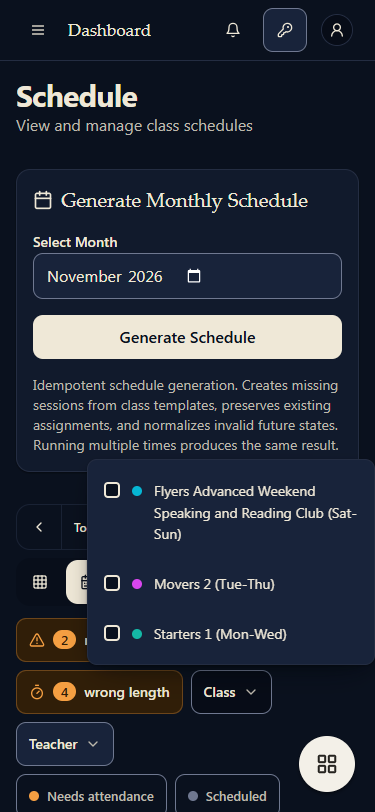 Dashboard
Schedule
View and manage class schedules
Generate Monthly Schedule
Select Month
November 2026
Generate Schedule
Idempotent schedule generation. Creates missing
sessions from class templates, preserves existing
assignments, and normalizes invalid future states.
Running multiple times produces the same result.
Flyers Advanced Weekend
Speaking and Reading Club (Sat-
Sun)
Movers 2 (Tue-Thu)
Starters 1 (Mon-Wed)
2
4 wrong length
Class
Teacher
Needs attendance
Scheduled